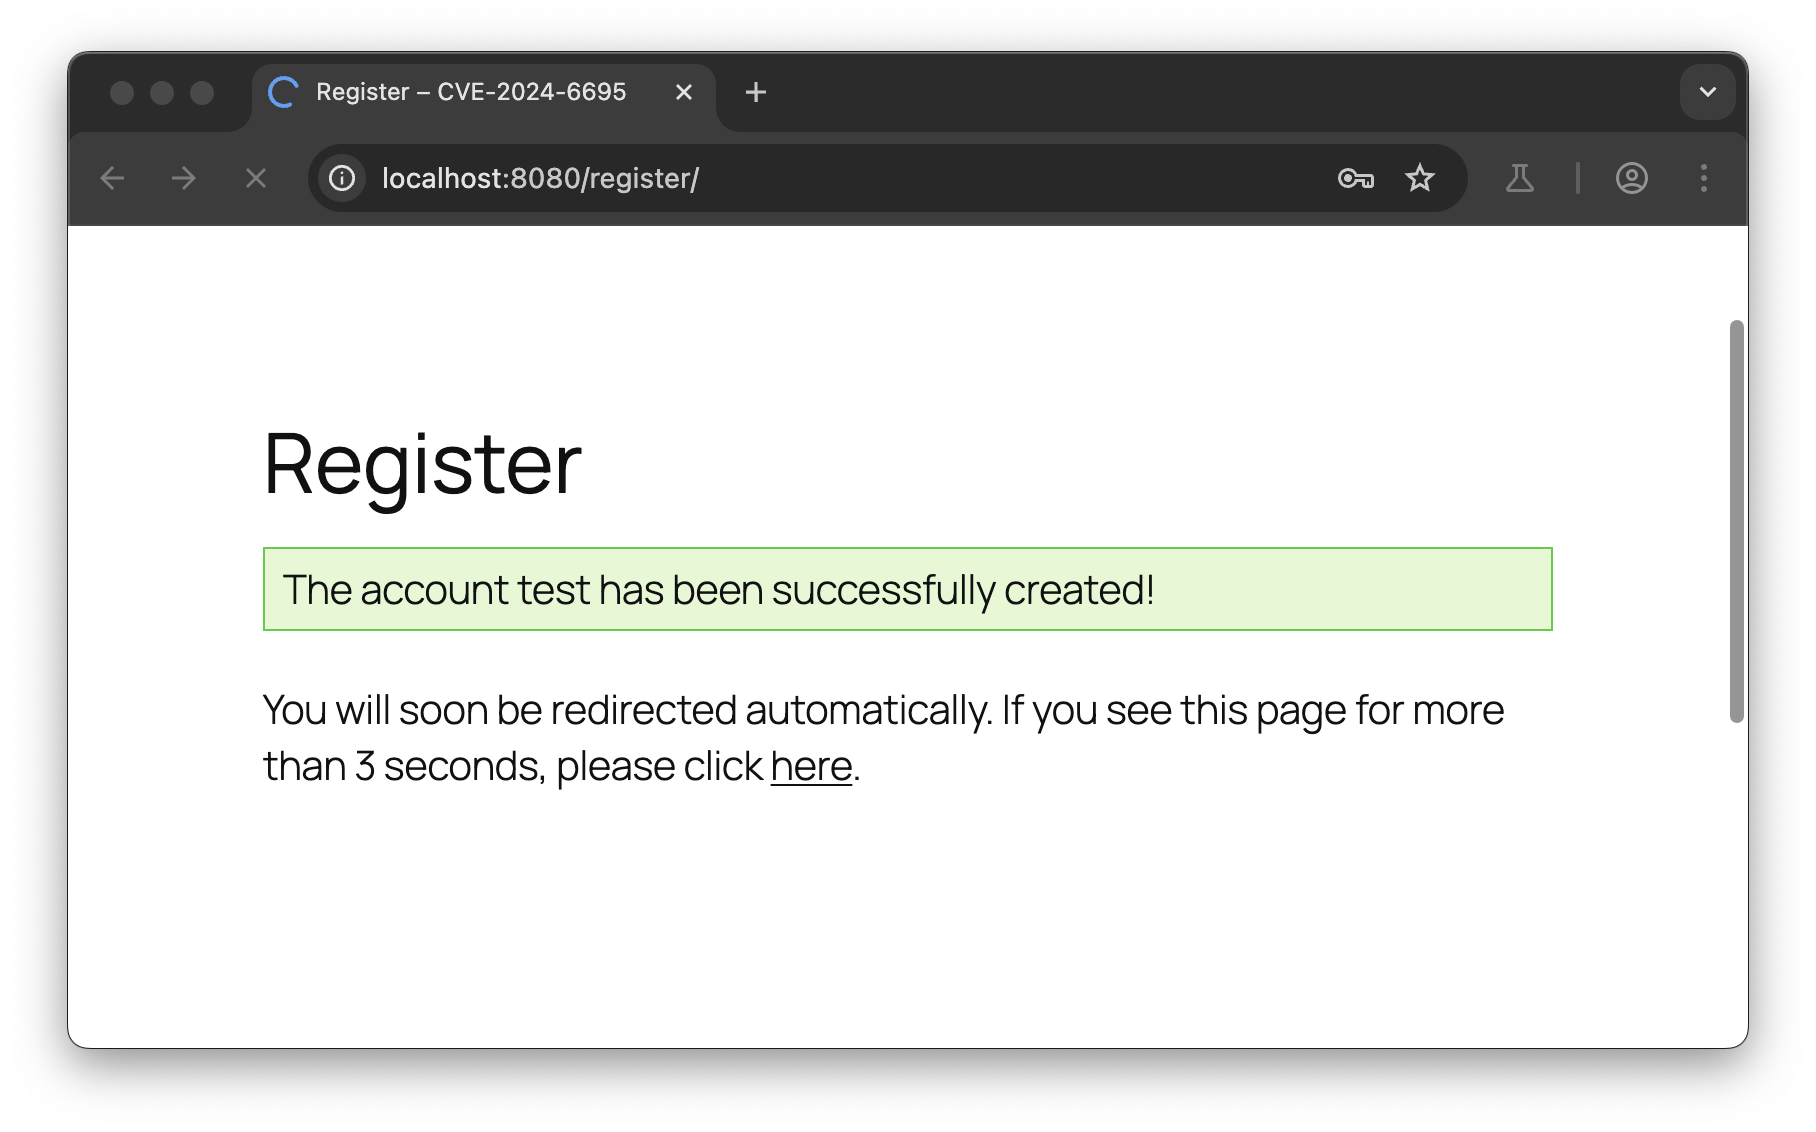 Register – CVE-2024-6695
localhost:8080/register/
Register
The account test has been successfully created!
You will soon be redirected automatically. If you see this page for more
than 3 seconds, please click here.